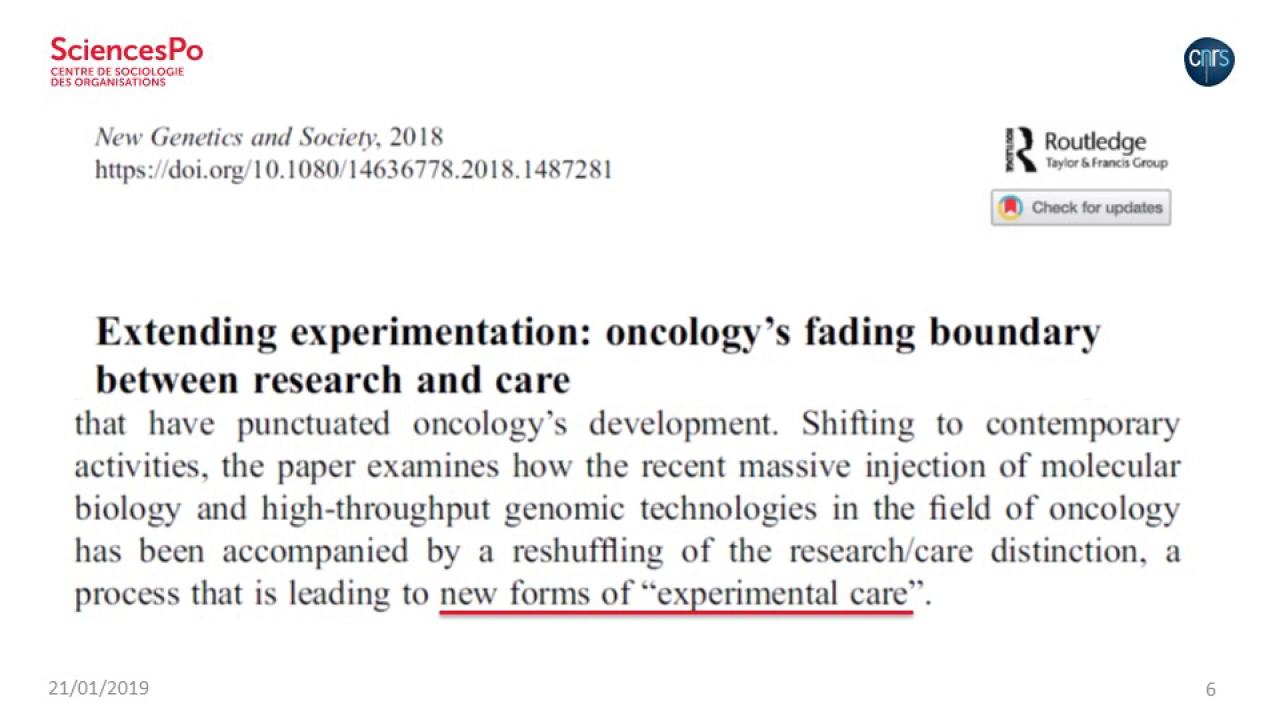 SciencesPo
CENTRE DE SOCIOLOGIE
DES ORGANISATIONS
cnrs
New Genetics and Society, 2018
https://doi.org/10.1080/14636778.2018.1487281
ROUTLEDGE
Routledge
Taylor & Francis Group
Check for updates
Extending experimentation: oncology’s fading boundary
between research and care
that have punctuated oncology’s development. Shifting to contemporary
activities, the paper examines how the recent massive injection of molecular
biology and high-throughput genomic technologies in the field of oncology
has been accompanied by a reshuffling of the research/care distinction, a
process that is leading to new forms of “experimental care”.
21/01/2019
6